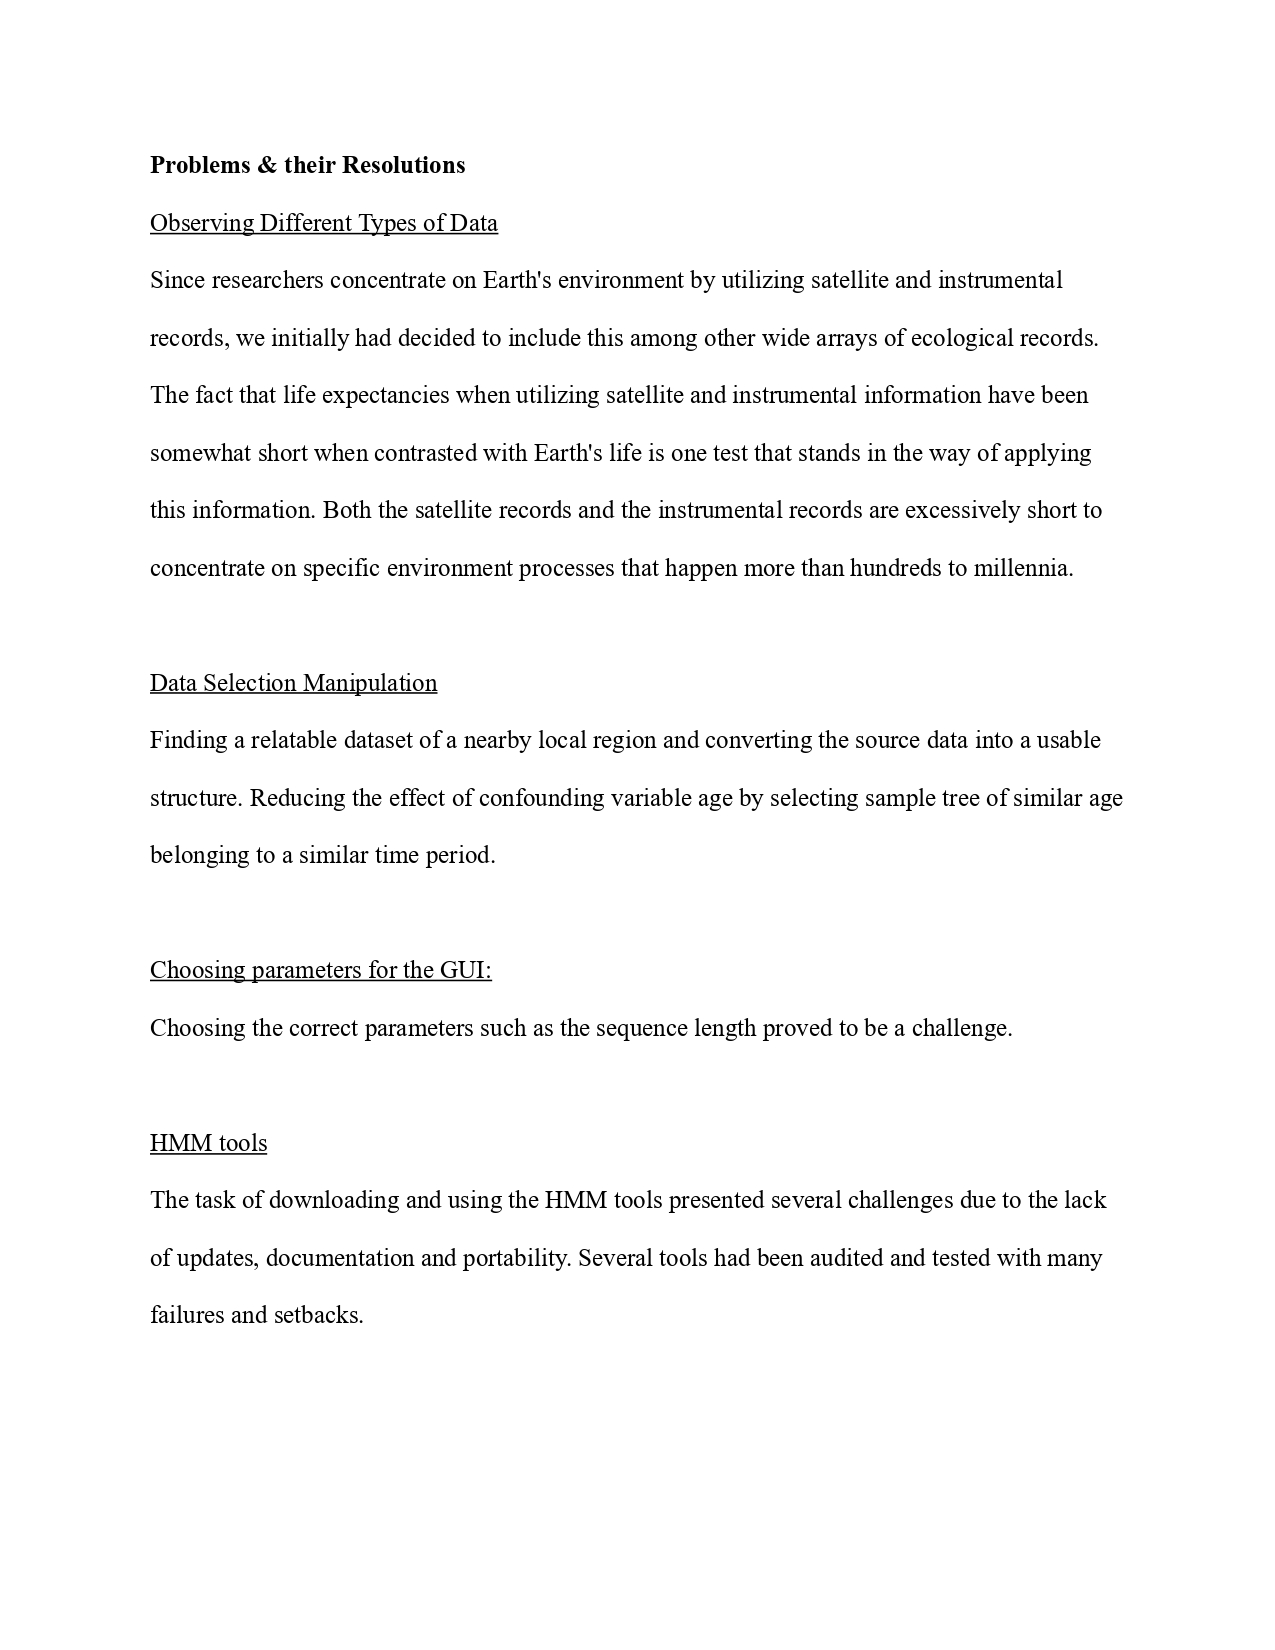 Problems & their Resolutions
Observing Different Types of Data
Since researchers concentrate on Earth's environment by utilizing satellite and instrumental
records, we initially had decided to include this among other wide arrays of ecological records.
The fact that life expectancies when utilizing satellite and instrumental information have been
somewhat short when contrasted with Earth's life is one test that stands in the way of applying
this information. Both the satellite records and the instrumental records are excessively short to
concentrate on specific environment processes that happen more than hundreds to millennia.
Data Selection Manipulation
Finding a relatable dataset of a nearby local region and converting the source data into a usable
structure. Reducing the effect of confounding variable age by selecting sample tree of similar age
belonging to a similar time period.
Choosing parameters for the GUI:
Choosing the correct parameters such as the sequence length proved to be a challenge.
HMM tools
The task of downloading and using the HMM tools presented several challenges due to the lack
of updates, documentation and portability. Several tools had been audited and tested with many
failures and setbacks.